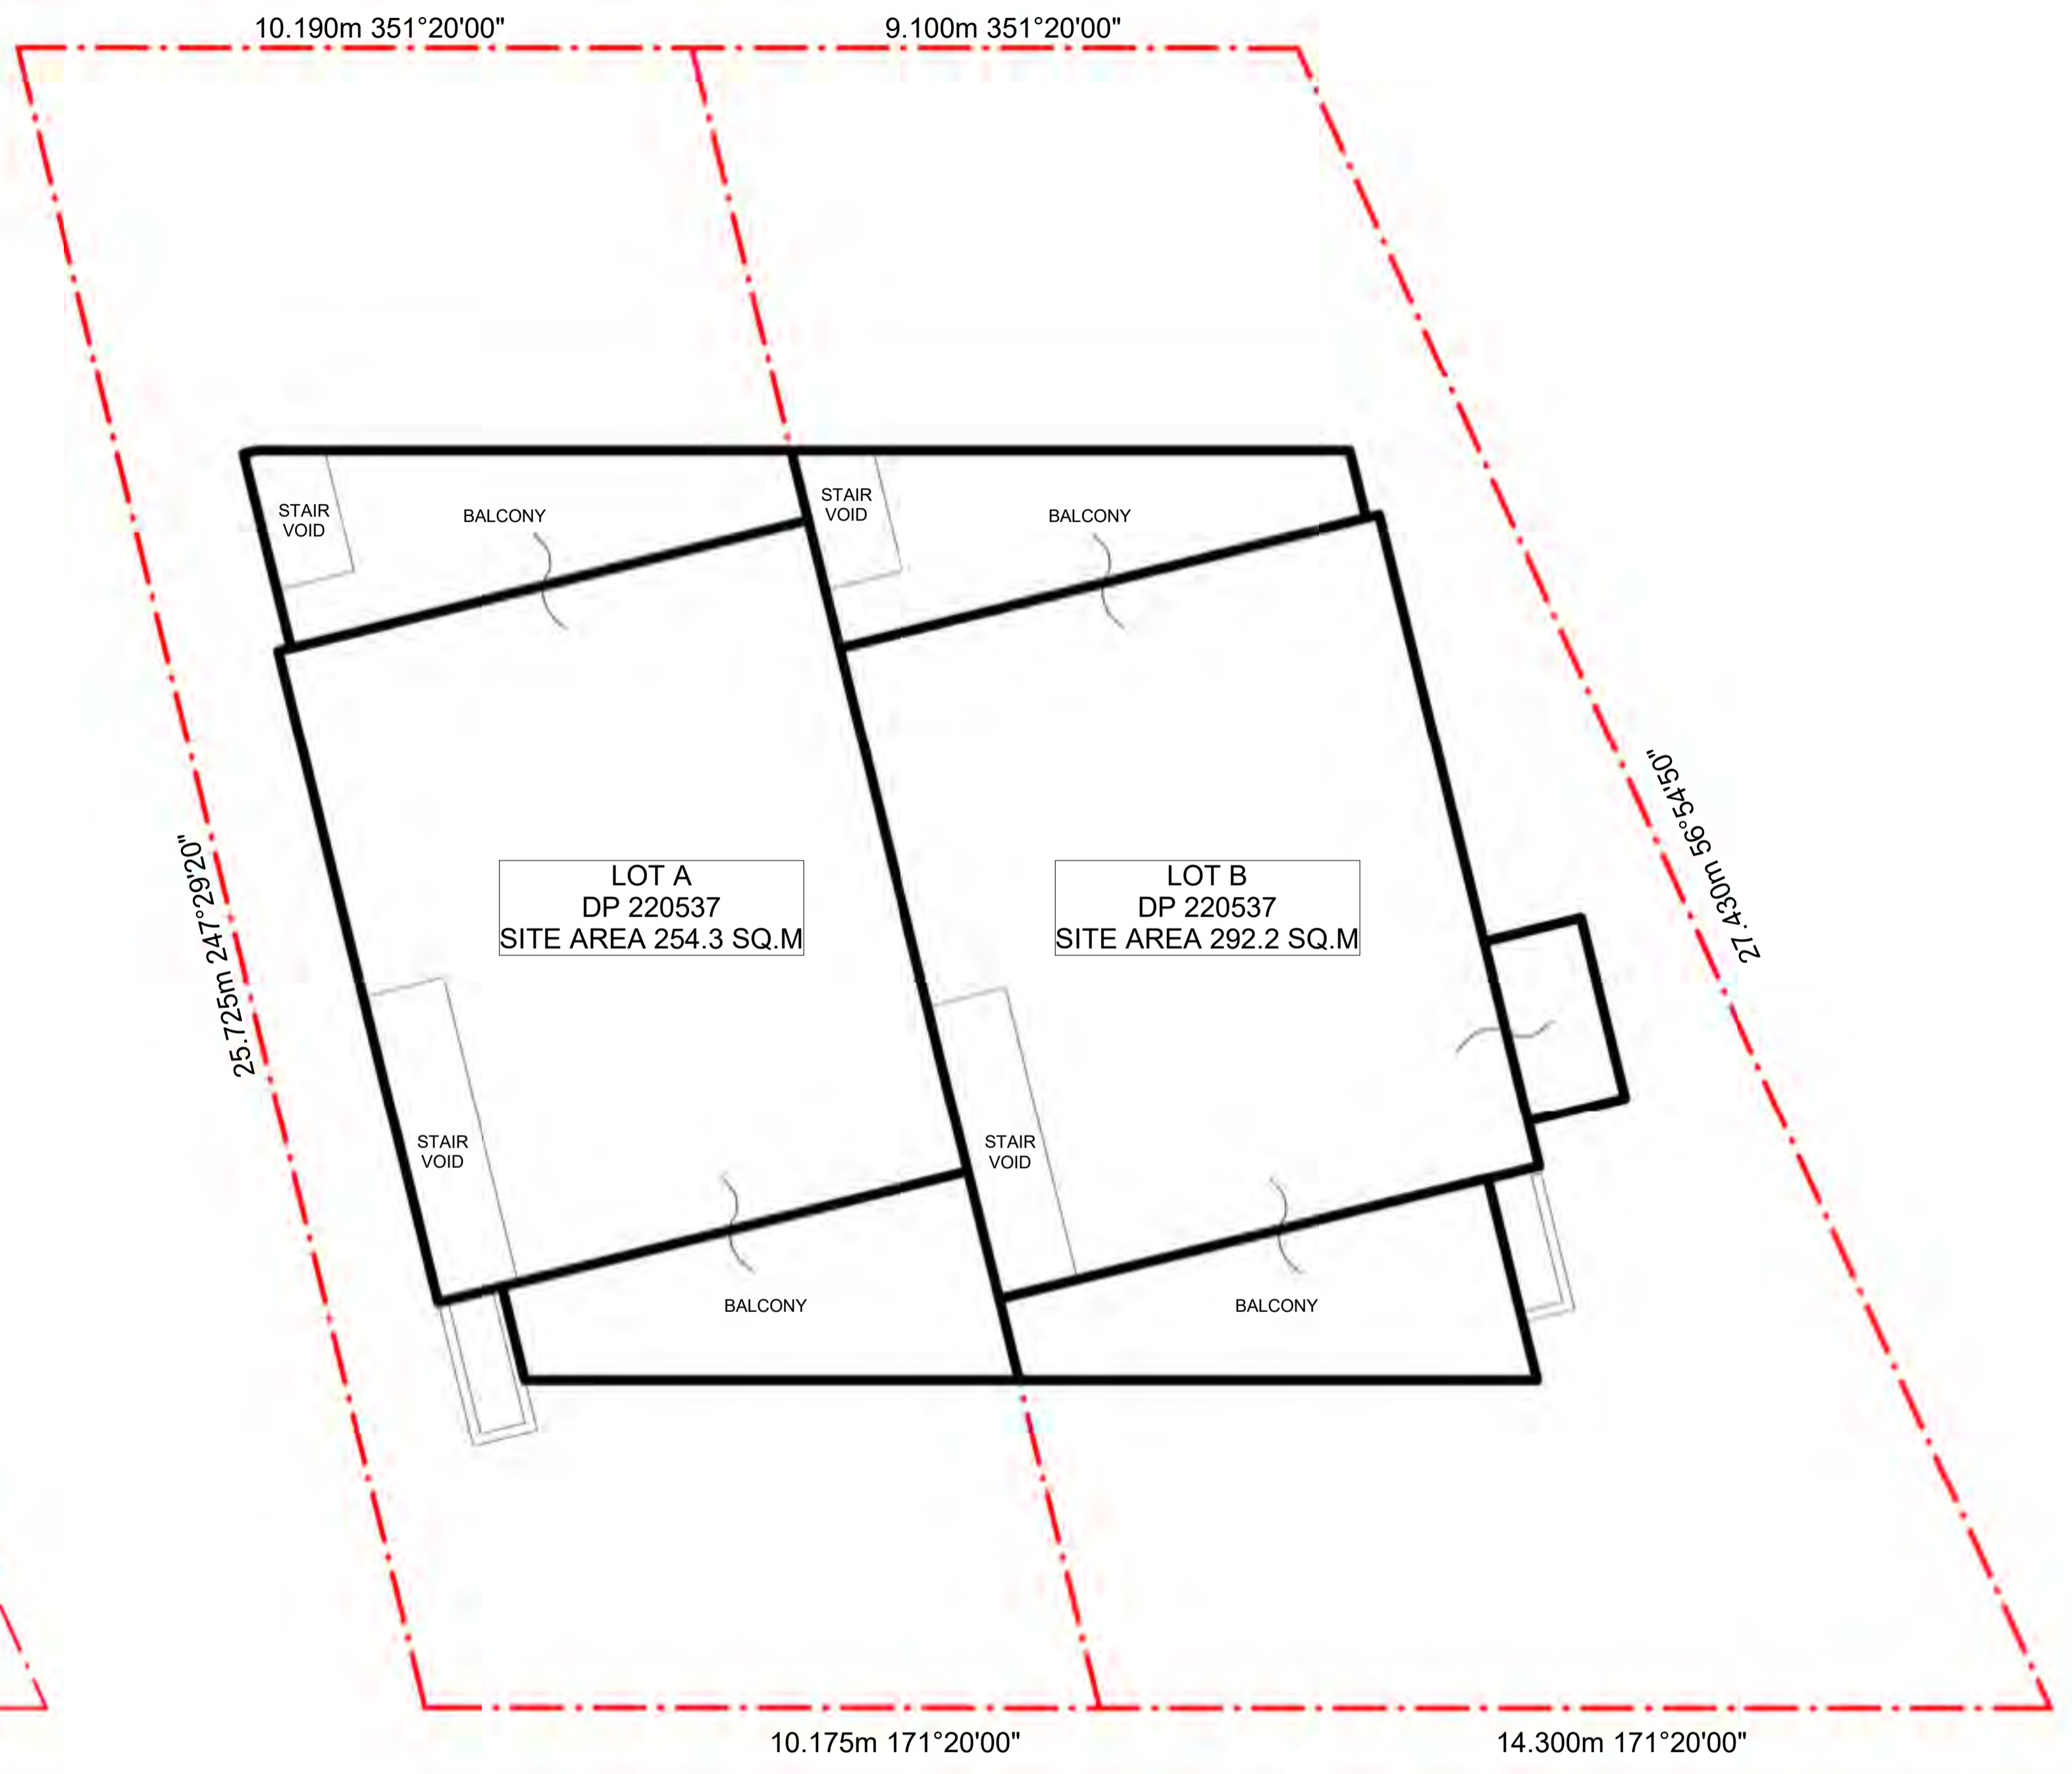 10.190m 351°20'00"
9.100m 351°20'00"
STAIR
VOID
BALCONY
STAIR
VOID
BALCONY
25.725m 247°29'20"
LOT A
DP 220537
SITE AREA 254.3 SQ.M
LOT B
DP 220537
SITE AREA 292.2 SQ.M
27.430m 56°54'50"
STAIR
VOID
STAIR
VOID
BALCONY
BALCONY
10.175m 171°20'00"
14.300m 171°20'00"